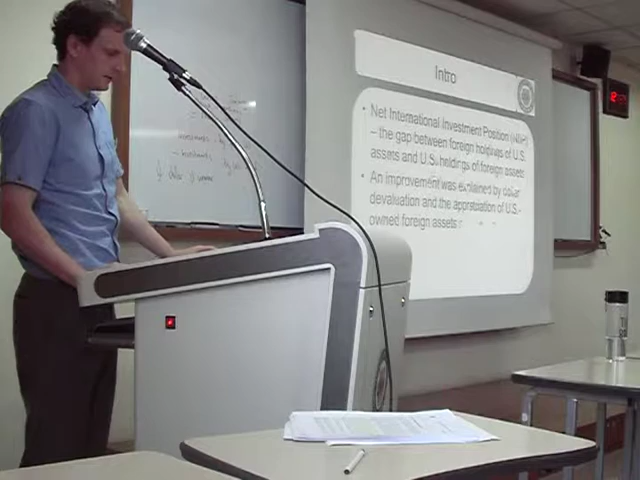 Intro
• Net International Investment Position (NIIP)
– the gap between foreign holdings of U.S.
assets and U.S. holdings of foreign assets
• An improvement was explained by dollar
devaluation and the appreciation of U.S.-
owned foreign assets